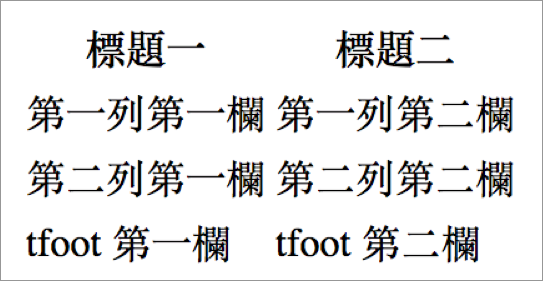 標題一 標題二
第一列第一欄 第一列第二欄
第二列第一欄 第二列第二欄
tfoot 第一欄 tfoot 第二欄